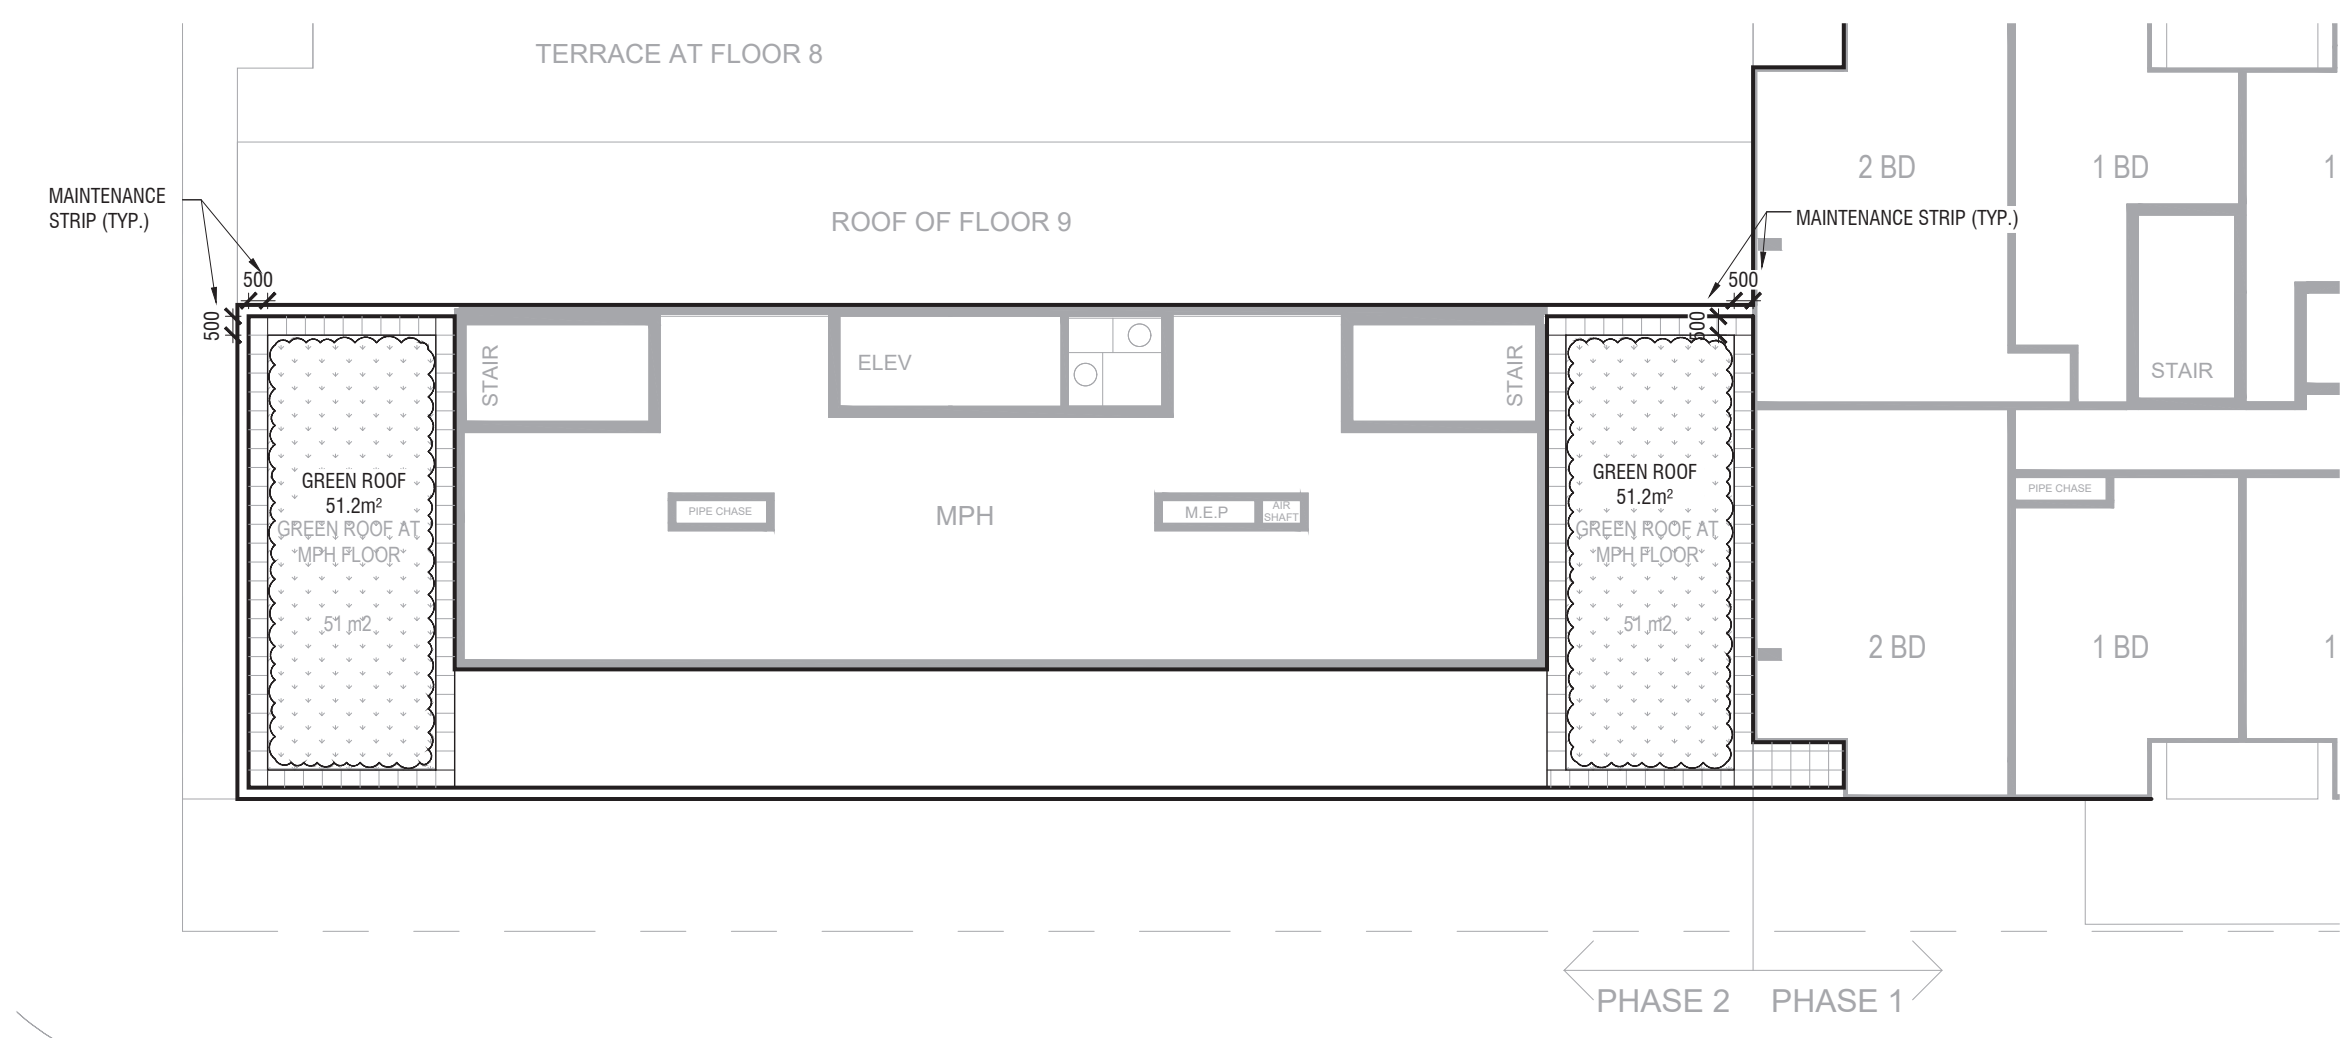 TERRACE AT FLOOR 8
2 BD
1 BD
1
MAINTENANCE
STRIP (TYP.)
ROOF OF FLOOR 9
MAINTENANCE STRIP (TYP.)
500
500
500
500
STAIR
ELEV
STAIR
STAIR
GREEN ROOF
51.2m²
GREEN ROOF AT
MPH FLOOR
51 m2
PIPE CHASE
MPH
M.E.P
AIR
SHAFT
GREEN ROOF
51.2m²
GREEN ROOF AT
MPH FLOOR
51 m2
PIPE CHASE
2 BD
1 BD
1
PHASE 2
PHASE 1